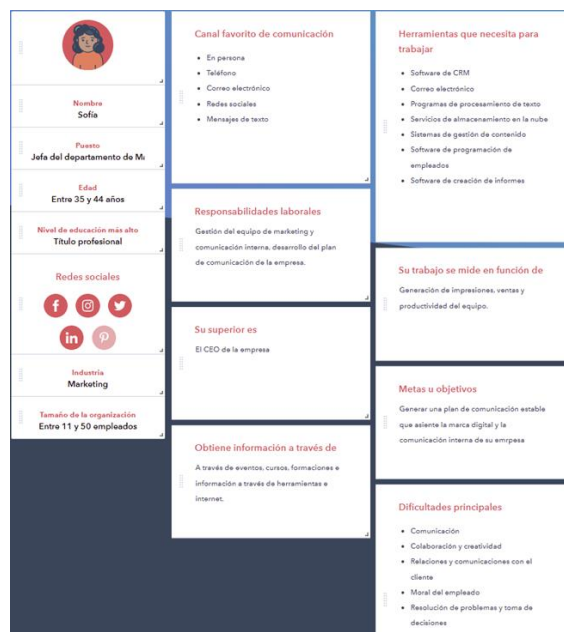 Nombre
Sofía
Puesto
Jefa del departamento de Ma
Edad
Entre 35 y 44 años
Nivel de educación más alto
Título profesional
Redes sociales
Industria
Marketing
Tamaño de la organización
Entre 11 y 50 empleados
Canal favorito de comunicación
En persona
Teléfono
Correo electrónico
Redes sociales
Mensajes de texto
Responsabilidades laborales
Gestión del equipo de marketing y
comunicación interna. desarrollo del plan
de comunicación de la empresa.
Su superior es
El CEO de la empresa
Obtiene información a través de
A través de eventos, cursos, formaciones e
información a través de herramientas e
internet.
Herramientas que necesita para
trabajar
Software de CRM
Correo electrónico
Programas de procesamiento de texto
Servicios de almacenamiento en la nube
Sistemas de gestión de contenido
Software de programación de
empleados
Software de creación de informes
Su trabajo se mide en función de
Generación de impresiones, ventas y
productividad del equipo.
Metas u objetivos
Generar una plan de comunicación estable
que asiente la marca digital y la
comunicación interna de su emrpesa
Dificultades principales
Comunicación
Colaboración y creatividad
Relaciones y comunicaciones con el
cliente
Moral del empleado
Resolución de problemas y toma de
decisiones